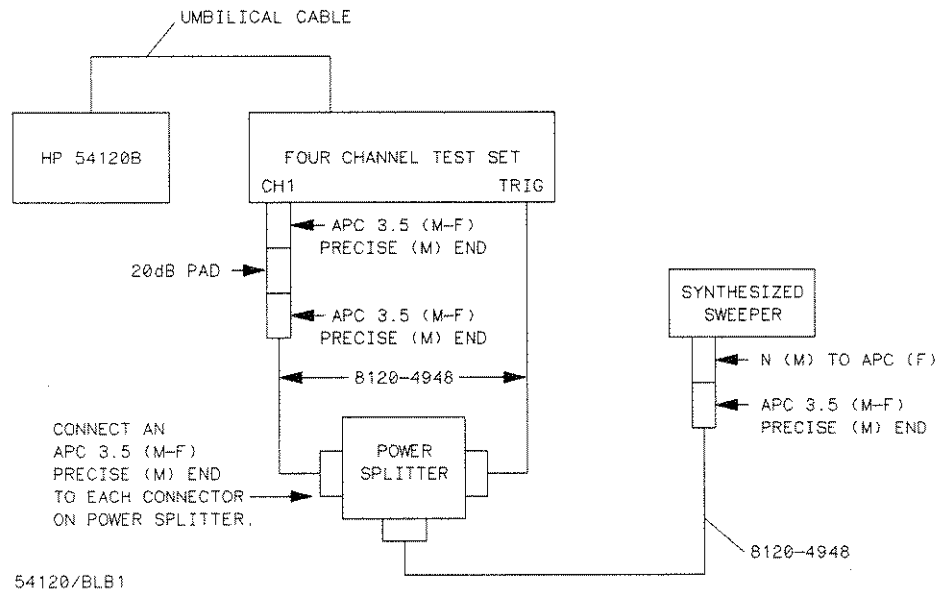 UMBILICAL CABLE
HP 54120B
FOUR CHANNEL TEST SET
CH1
TRIG
APC 3.5 (M-F)
PRECISE (M) END
20dB PAD
APC 3.5 (M-F)
PRECISE (M) END
SYNTHESIZED
SWEEPER
N (M) TO APC (F)
8120-4948
APC 3.5 (M-F)
PRECISE (M) END
CONNECT AN
APC 3.5 (M-F)
PRECISE (M) END
TO EACH CONNECTOR
ON POWER SPLITTER.
POWER
SPLITTER
8120-4948
54120/BLB1